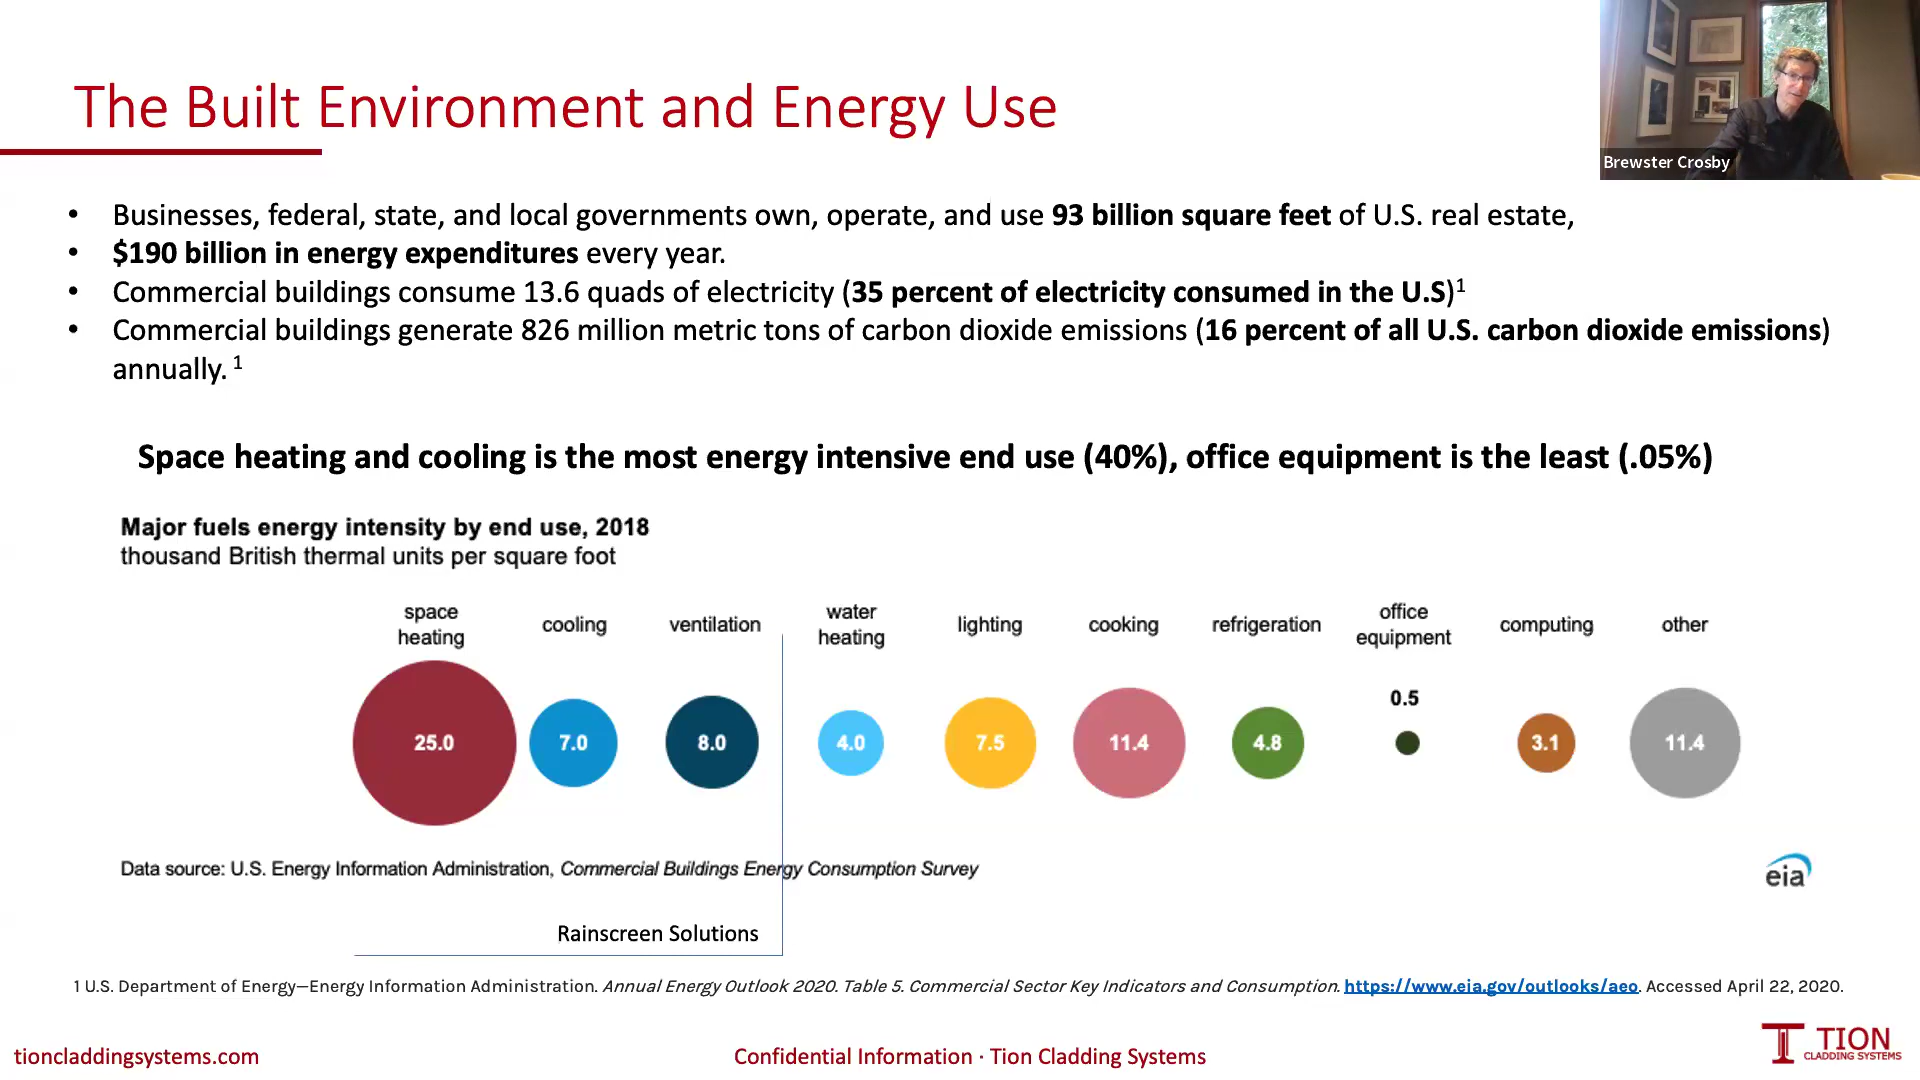 The Built Environment and Energy Use
Brewster Crosby
• Businesses, federal, state, and local governments own, operate, and use 93 billion square feet of U.S. real estate,
• $190 billion in energy expenditures every year.
• Commercial buildings consume 13.6 quads of electricity (35 percent of electricity consumed in the U.S)1
• Commercial buildings generate 826 million metric tons of carbon dioxide emissions (16 percent of all U.S. carbon dioxide emissions)
annually. 1
Space heating and cooling is the most energy intensive end use (40%), office equipment is the least (.05%)
Major fuels energy intensity by end use, 2018
thousand British thermal units per square foot
space heating
cooling
ventilation
water heating
lighting
cooking
refrigeration
office equipment
computing
other
25.0
7.0
8.0
4.0
7.5
11.4
4.8
0.5
3.1
11.4
Data source: U.S. Energy Information Administration, Commercial Buildings Energy Consumption Survey
eia
Rainscreen Solutions
1 U.S. Department of Energy—Energy Information Administration. Annual Energy Outlook 2020. Table 5. Commercial Sector Key Indicators and Consumption. https://www.eia.gov/outlooks/aeo. Accessed April 22, 2020.
tioncladdingsystems.com
Confidential Information · Tion Cladding Systems
TION
CLADDING SYSTEMS